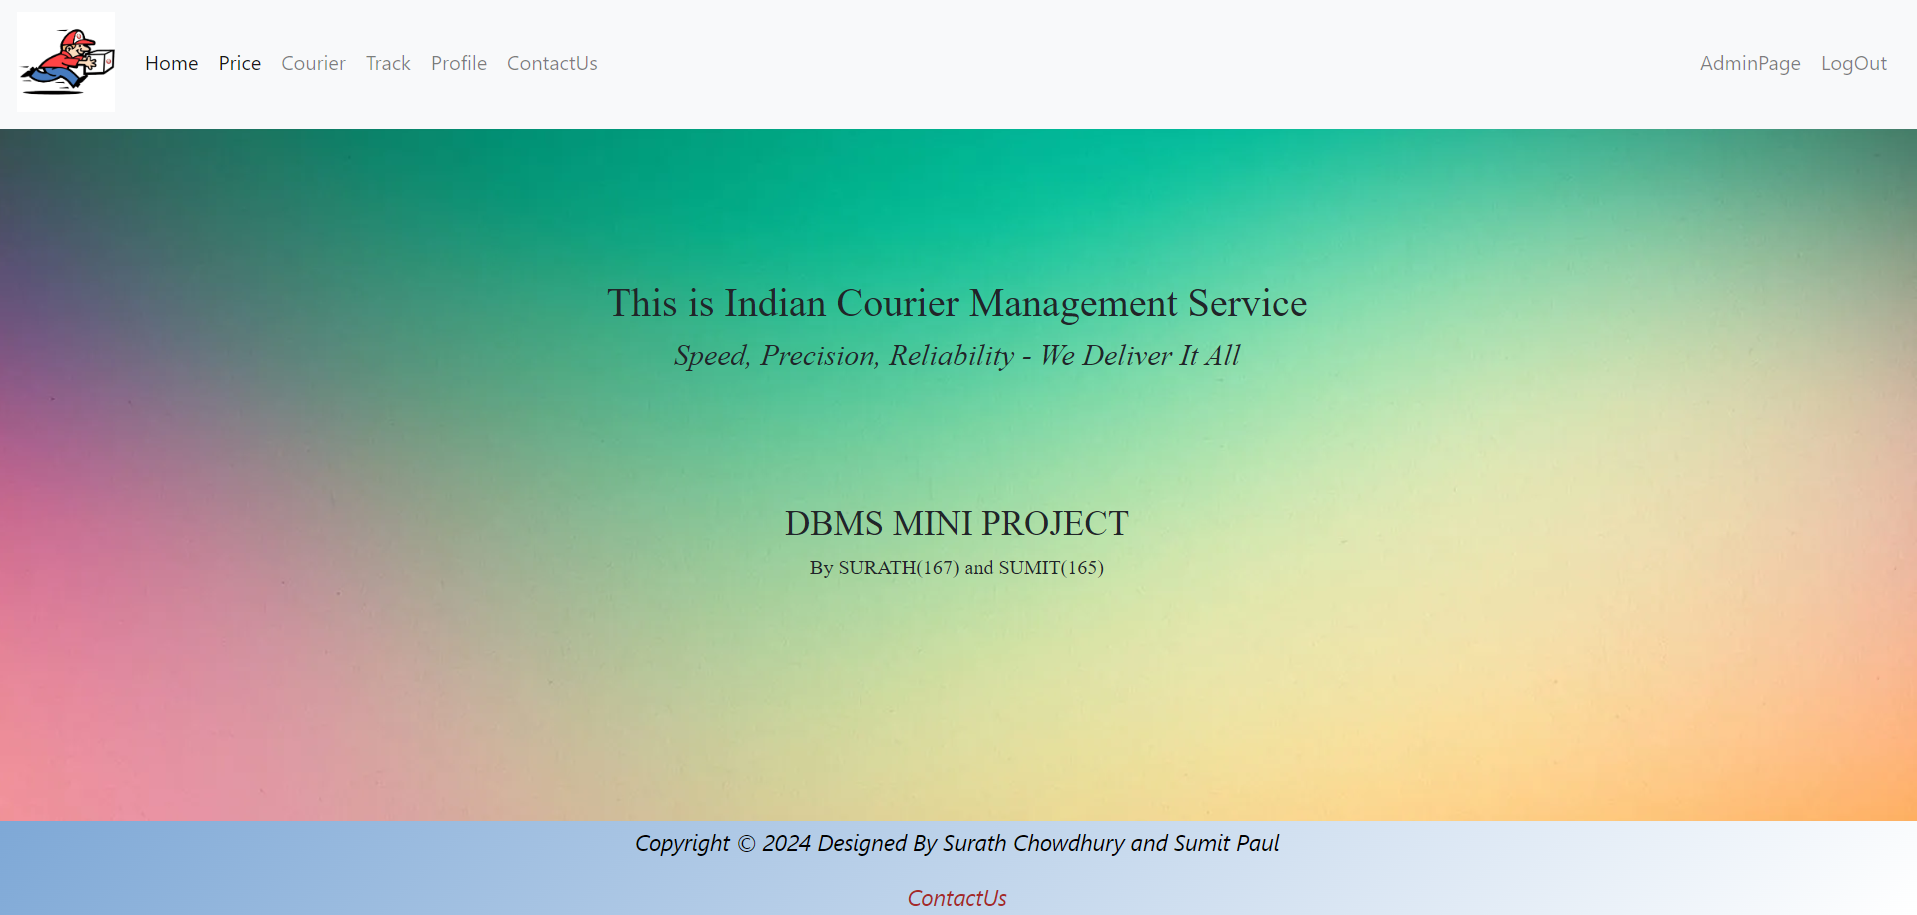 Home Price Courier Track Profile ContactUs AdminPage LogOut
This is Indian Courier Management Service
Speed, Precision, Reliability - We Deliver It All
DBMS MINI PROJECT
By SURATH(167) and SUMIT(165)
Copyright © 2024 Designed By Surath Chowdhury and Sumit Paul
ContactUs